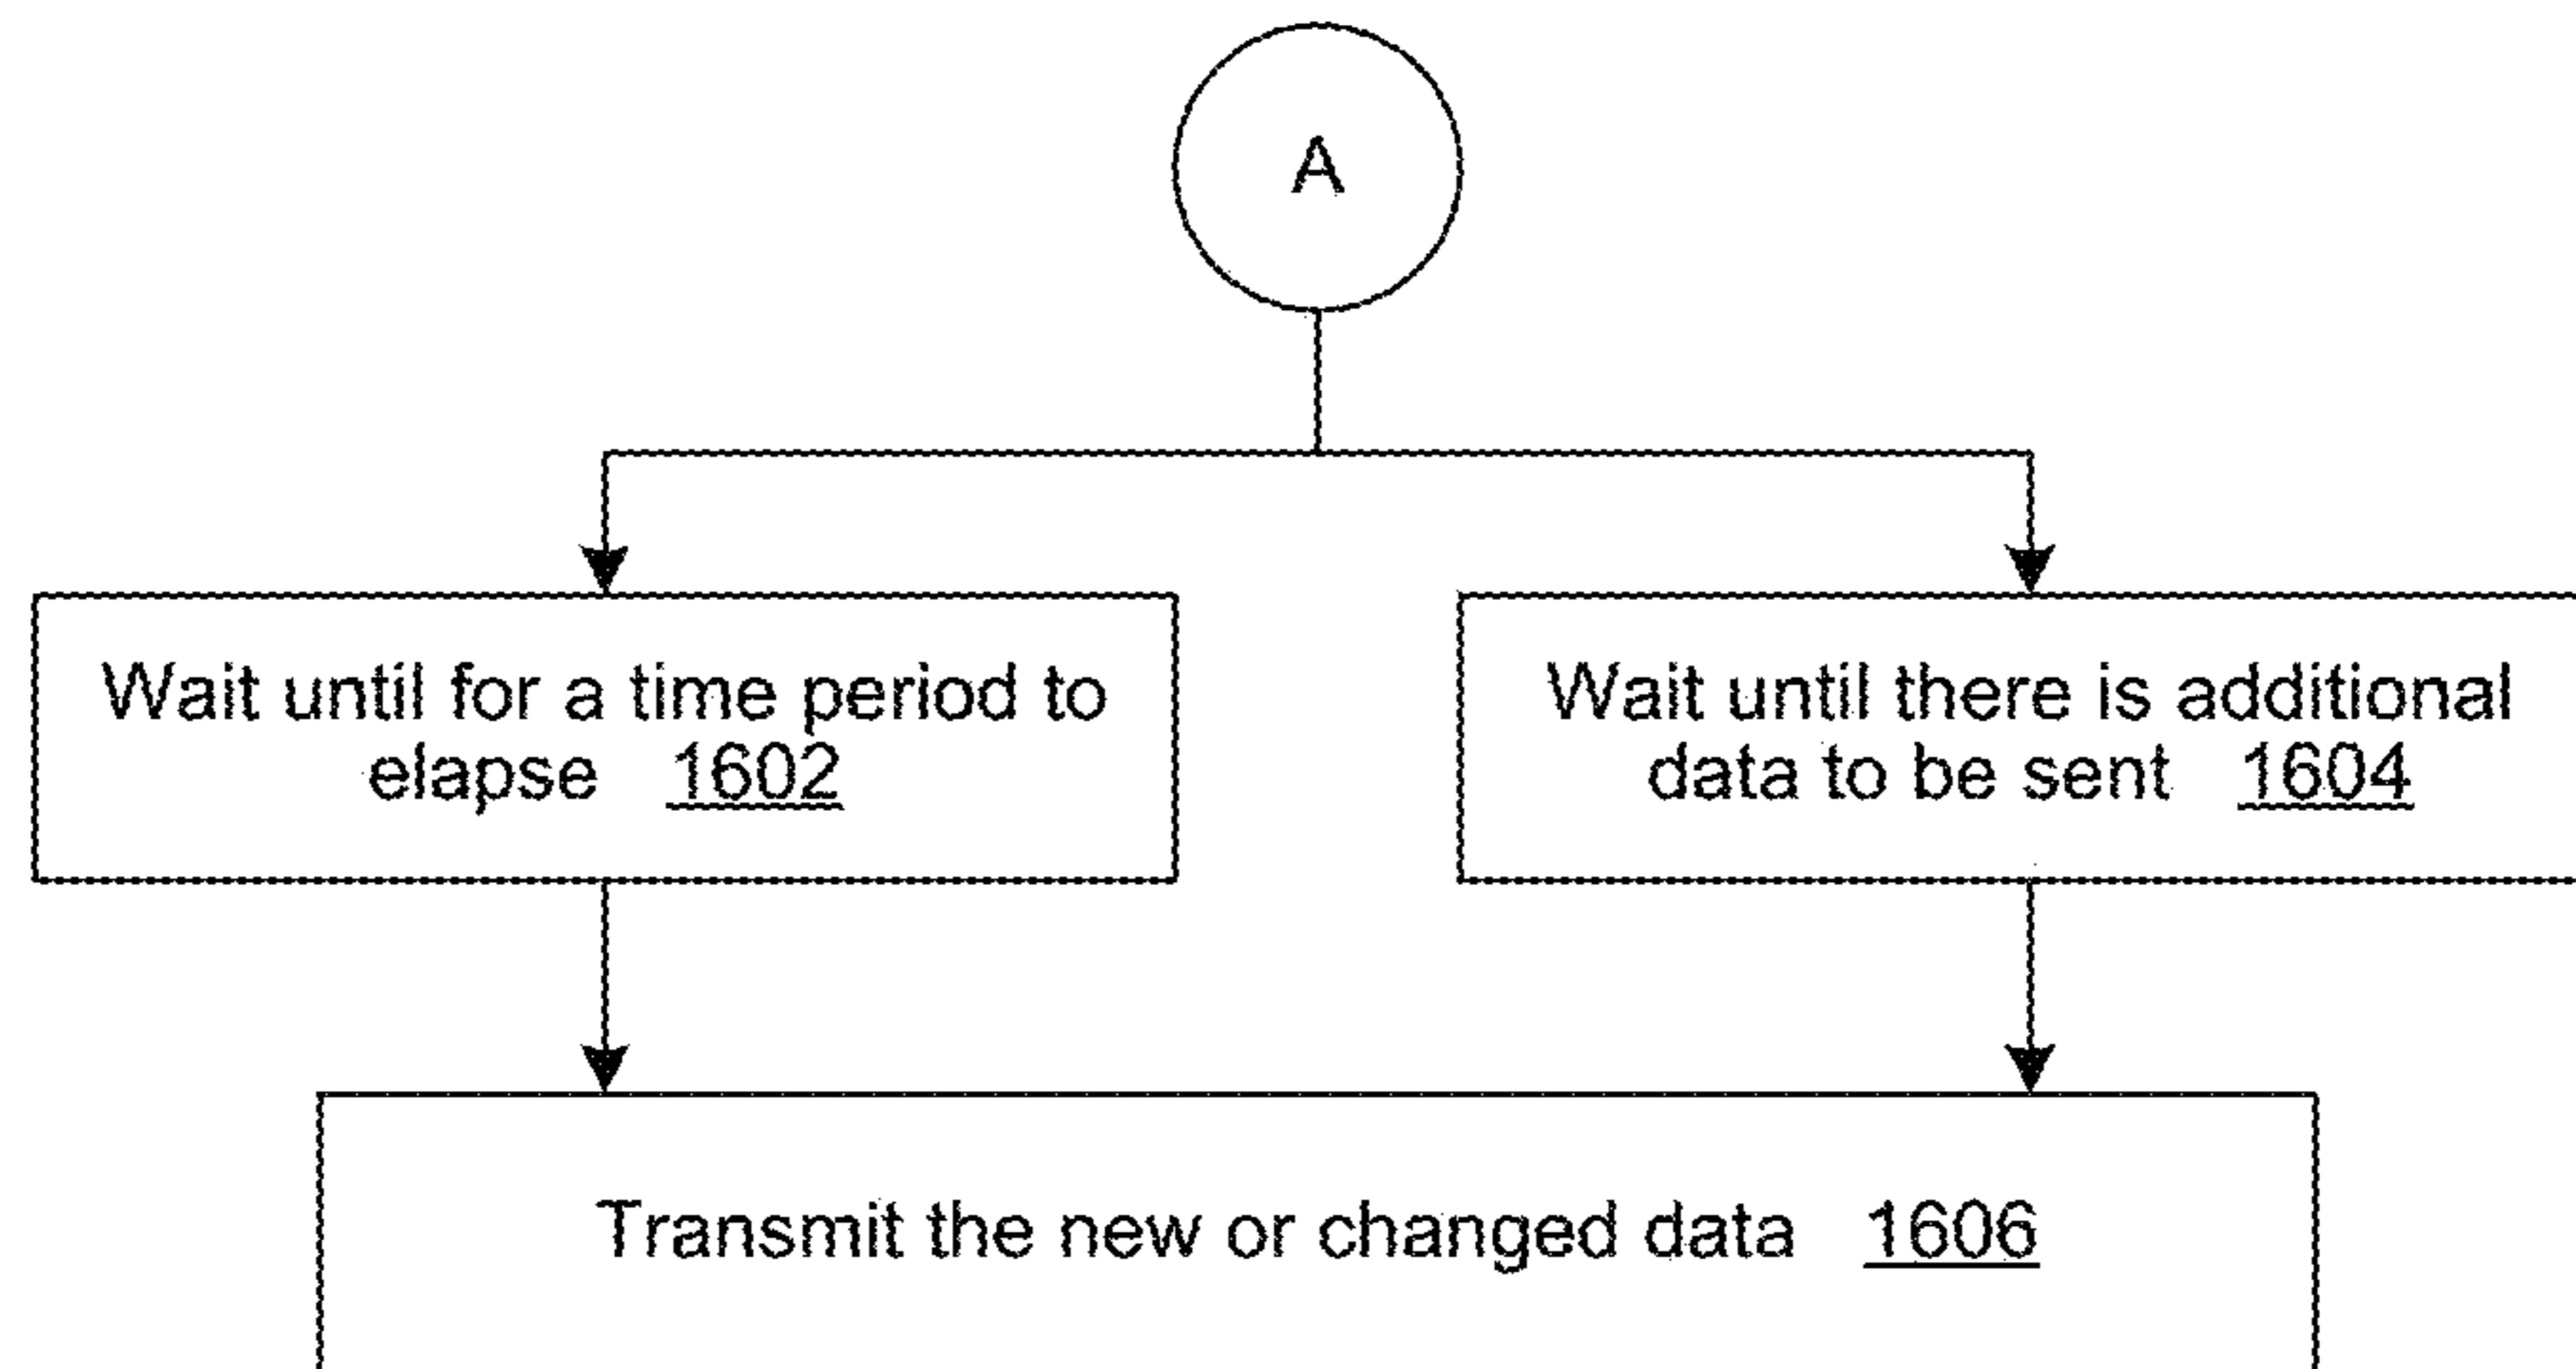 A
Wait until for a time period to
elapse 1602
Wait until there is additional
data to be sent 1604
Transmit the new or changed data 1606